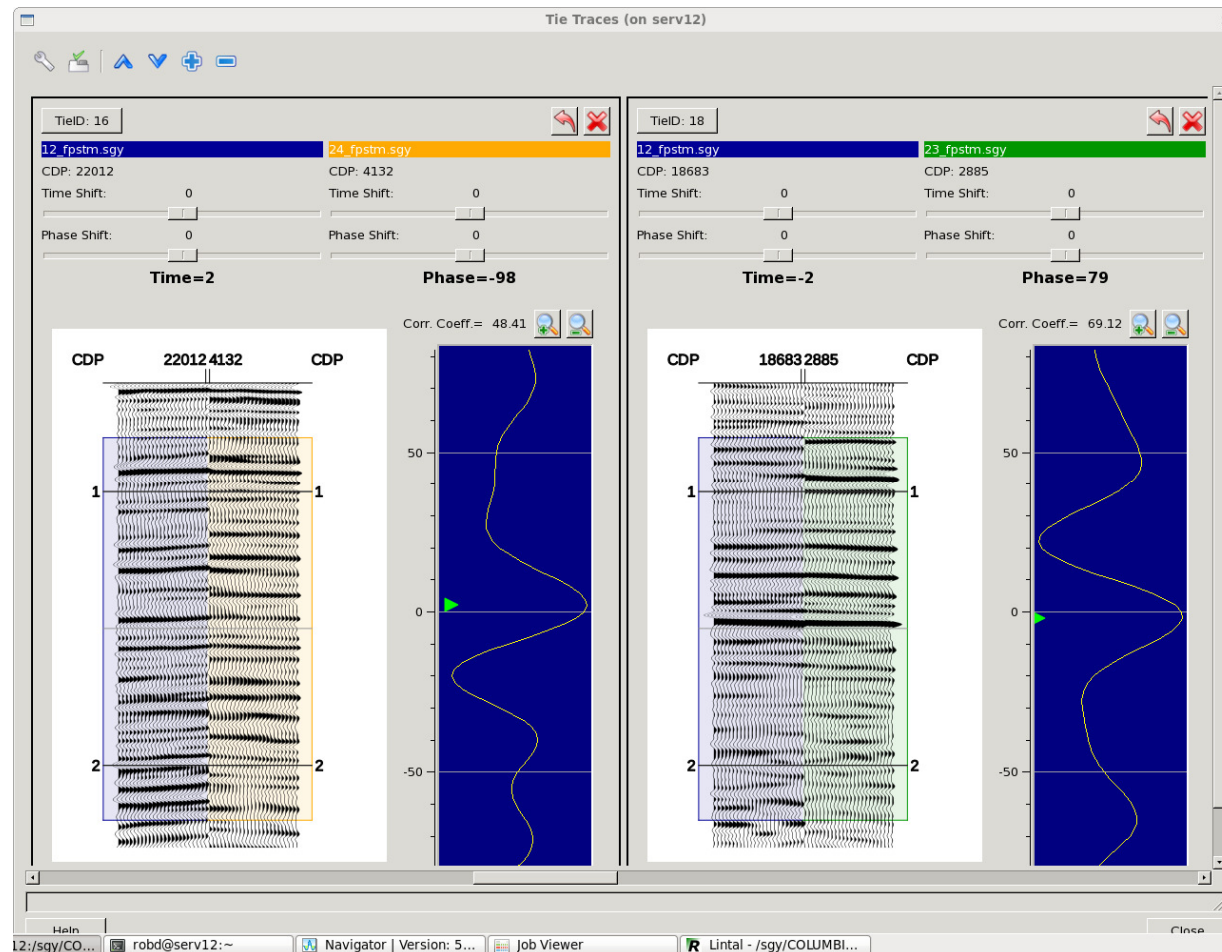 Tie Traces (on serv12)
TieID: 16
12_fpstm.sgy 24_fpstm.sgy
CDP: 22012 CDP: 4132
Time Shift: 0 Time Shift: 0
Phase Shift: 0 Phase Shift: 0
Time=2 Phase=-98
Corr. Coeff.= 48.41
CDP 22012 4132 CDP
1 1
2 2
50
0
-50
TieID: 18
12_fpstm.sgy 23_fpstm.sgy
CDP: 18683 CDP: 2885
Time Shift: 0 Time Shift: 0
Phase Shift: 0 Phase Shift: 0
Time=-2 Phase=79
Corr. Coeff.= 69.12
CDP 18683 2885 CDP
1 1
2 2
50
0
-50
Help Close
12:/sgy/CO... robd@serv12:~ Navigator | Version: 5... Job Viewer Lintal - /sgy/COLUMBI...